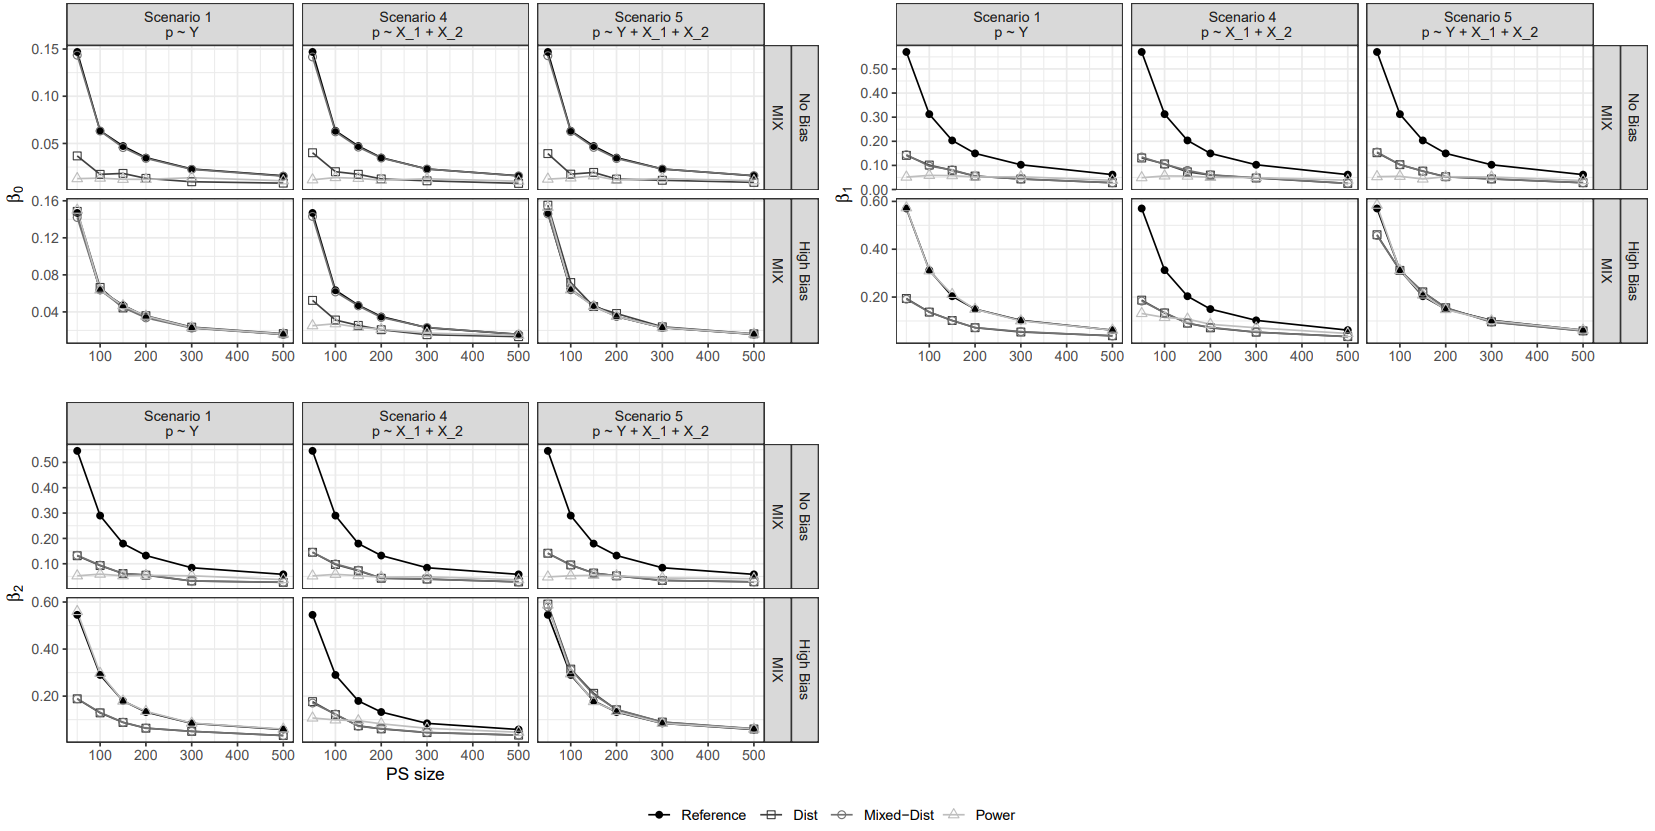 Scenario 1
p ~ Y
Scenario 4
p ~ X_1 + X_2
Scenario 5
p ~ Y + X_1 + X_2
0.15
0.10
0.05
MIX
No Bias
β0
0.16
0.12
0.08
0.04
MIX
High Bias
100 200 300 400 500
100 200 300 400 500
100 200 300 400 500
Scenario 1
p ~ Y
Scenario 4
p ~ X_1 + X_2
Scenario 5
p ~ Y + X_1 + X_2
0.50
0.40
0.30
0.20
0.10
0.00
MIX
No Bias
β1
0.60
0.40
0.20
MIX
High Bias
100 200 300 400 500
100 200 300 400 500
100 200 300 400 500
Scenario 1
p ~ Y
Scenario 4
p ~ X_1 + X_2
Scenario 5
p ~ Y + X_1 + X_2
0.50
0.40
0.30
0.20
0.10
MIX
No Bias
β2
0.60
0.40
0.20
MIX
High Bias
100 200 300 400 500
100 200 300 400 500
100 200 300 400 500
PS size
Reference Dist Mixed−Dist Power